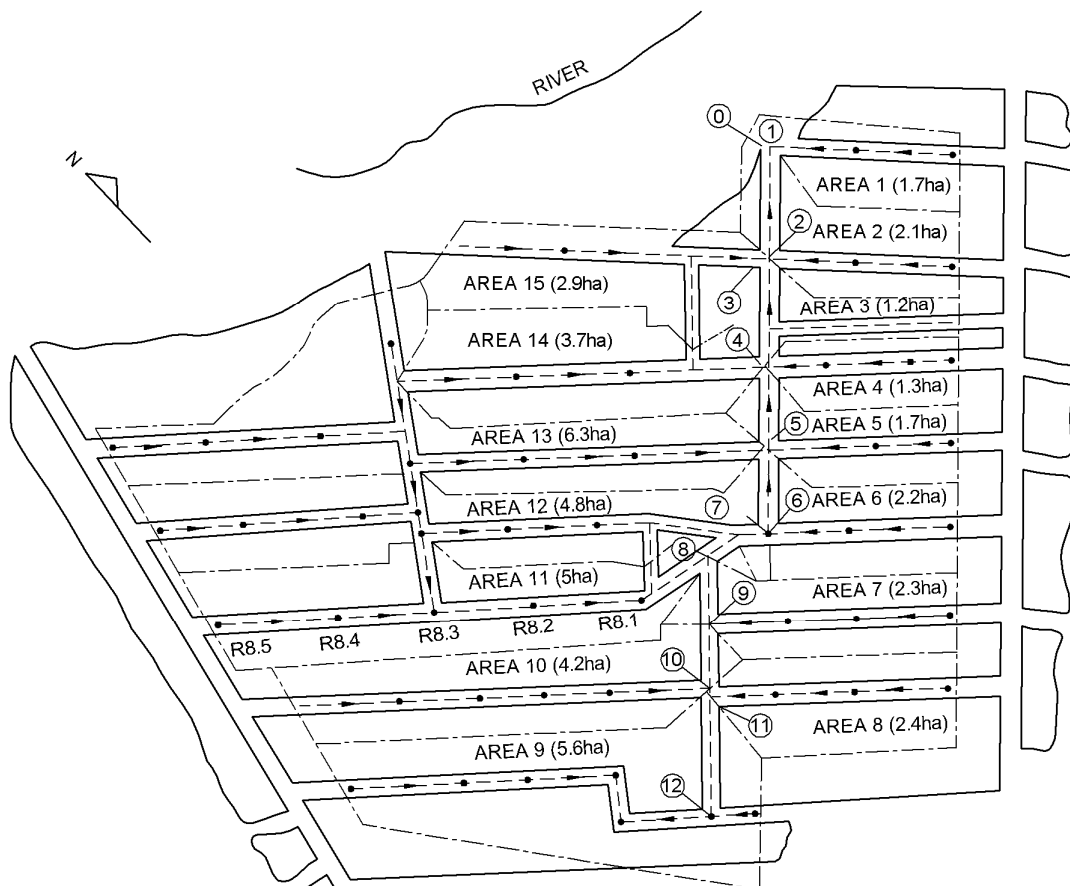 RIVER
N
0
1
AREA 1 (1.7ha)
2
AREA 2 (2.1ha)
3
AREA 15 (2.9ha)
AREA 3 (1.2ha)
AREA 14 (3.7ha)
4
AREA 4 (1.3ha)
5
AREA 5 (1.7ha)
AREA 13 (6.3ha)
AREA 6 (2.2ha)
AREA 12 (4.8ha)
7
6
8
AREA 11 (5ha)
AREA 7 (2.3ha)
9
R8.5
R8.4
R8.3
R8.2
R8.1
AREA 10 (4.2ha)
10
11
AREA 8 (2.4ha)
AREA 9 (5.6ha)
12